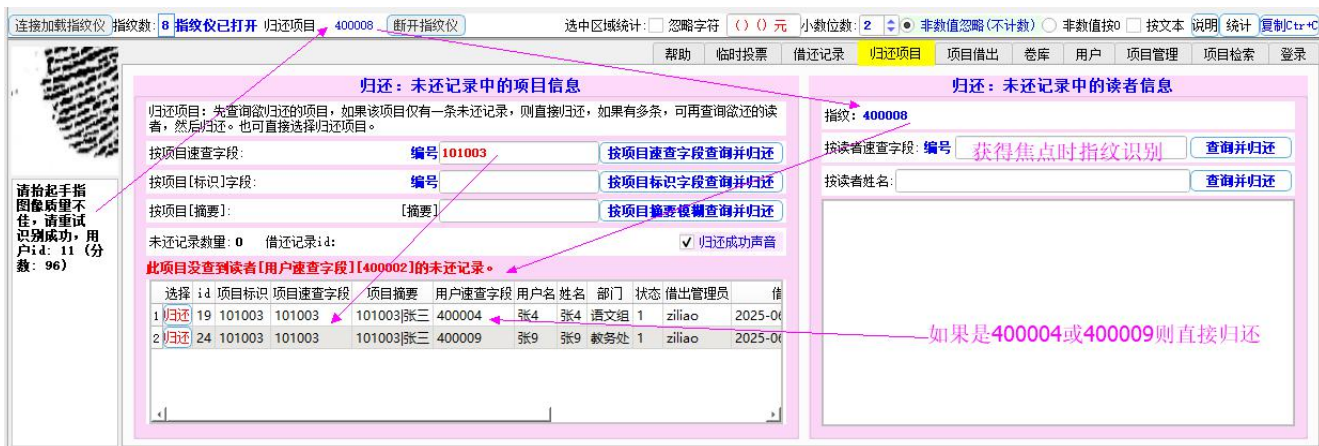 连接加载指纹仪 指纹数: 8 指纹仪已打开 归还项目 400008 断开指纹仪 选中区域统计: 忽略字符 ()()元 小数位数: 2 非数值忽略(不计数) 非数值按0 按文本 说明 统计 复制Ctr+C
帮助 临时投票 借还记录 归还项目 项目借出 卷库 用户 项目管理 项目检索 登录
归还：未还记录中的项目信息
归还项目：先查询欲归还的项目，如果该项目仅有一条未还记录，则直接归还，如果有多条，可再查询欲还的读
者，然后归还。也可直接选择归还项目。
按项目速查字段: 编号 101003 按项目速查字段查询并归还
按项目[标识]字段: 编号 按项目标识字段查询并归还
按项目[摘要]: [摘要] 按项目摘要模糊查询并归还
未还记录数量: 0 借还记录id: 归还成功声音
此项目没查到读者[用户速查字段][400002]的未还记录。
选择 id 项目标识 项目速查字段 项目摘要 用户速查字段 用户名 姓名 部门 状态 借出管理员 借
1 归还 19 101003 101003 101003|张三 400004 张4 张4 语文组 1 ziliao 2025-06
2 归还 24 101003 101003 101003|张三 400009 张9 张9 教务处 1 ziliao 2025-06
归还：未还记录中的读者信息
指纹: 400008
按读者速查字段: 编号 获得焦点时指纹识别 查询并归还
按读者姓名: 查询并归还
如果是400004或400009则直接归还
请抬起手指
图像质量不
佳，请重试
识别成功，用
户id: 11 (分
数: 96)